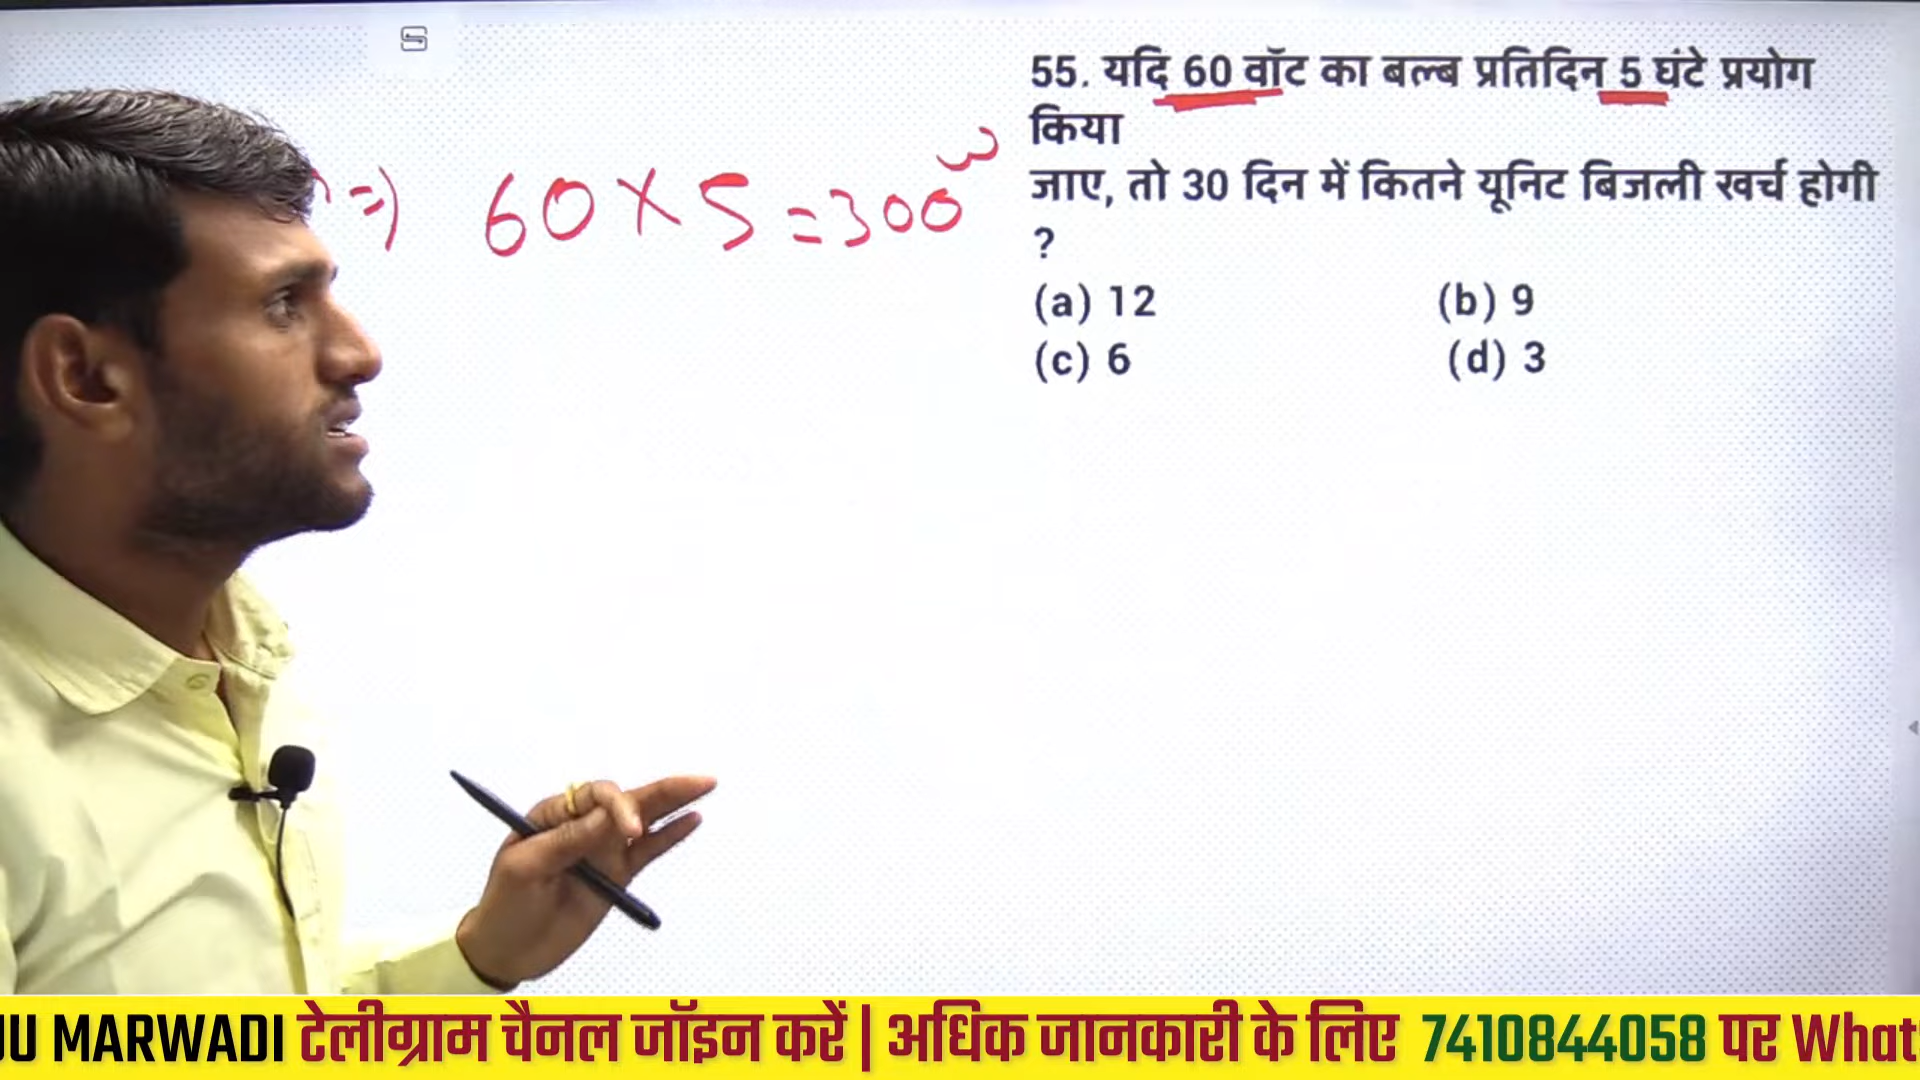 55. यदि 60 वॉट का बल्ब प्रतिदिन 5 घंटे प्रयोग
किया
जाए, तो 30 दिन में कितने यूनिट बिजली खर्च होगी
?
(a) 12 (b) 9
(c) 6 (d) 3
=) 60 X 5 = 300 W
JU MARWADI टेलीग्राम चैनल जॉइन करें | अधिक जानकारी के लिए 7410844058 पर What